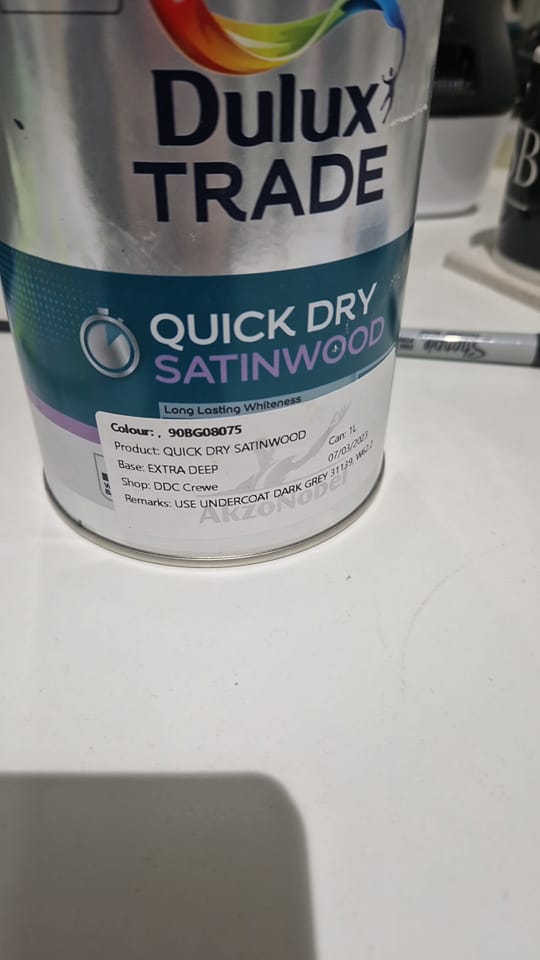 Dulux
TRADE
QUICK DRY
SATINWOOD
Long Lasting Whiteness
Colour: , 90BG08075
Product: QUICK DRY SATINWOOD
Can: 1L
Base: EXTRA DEEP
07/03/2023
Shop: DDC Crewe
Remarks: USE UNDERCOAT DARK GREY 31139, W62 2
AkzoNobel
Sharpie
B